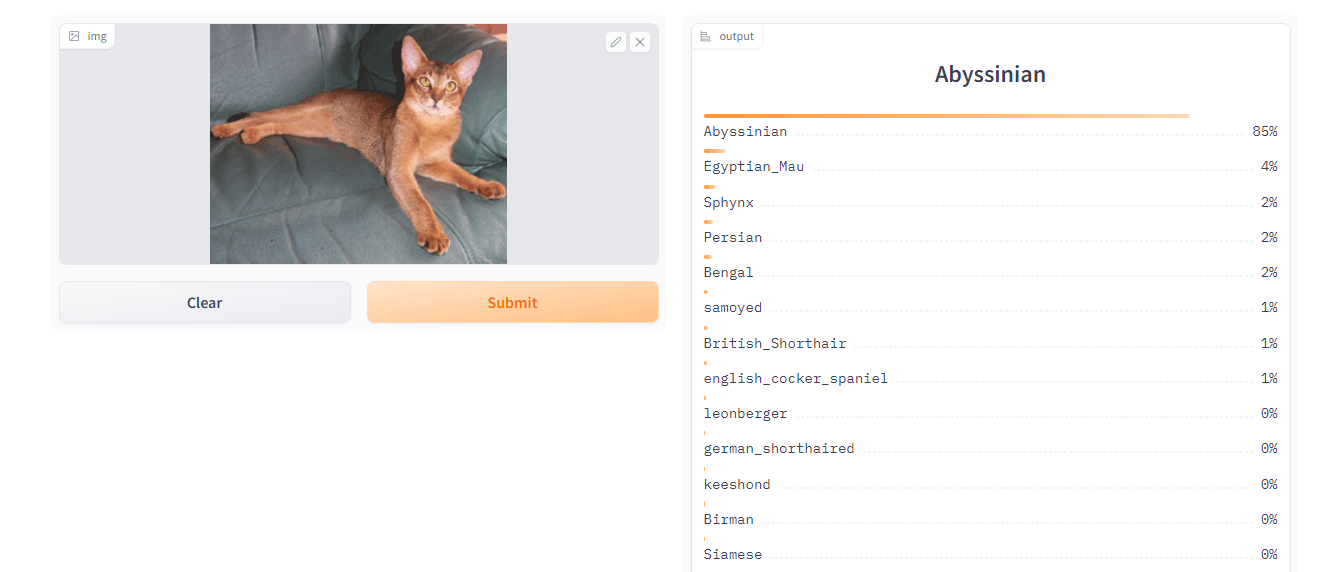 img
Clear
Submit
output
Abyssinian
Abyssinian 85%
Egyptian_Mau 4%
Sphynx 2%
Persian 2%
Bengal 2%
samoyed 1%
British_Shorthair 1%
english_cocker_spaniel 1%
leonberger 0%
german_shorthaired 0%
keeshond 0%
Birman 0%
Siamese 0%